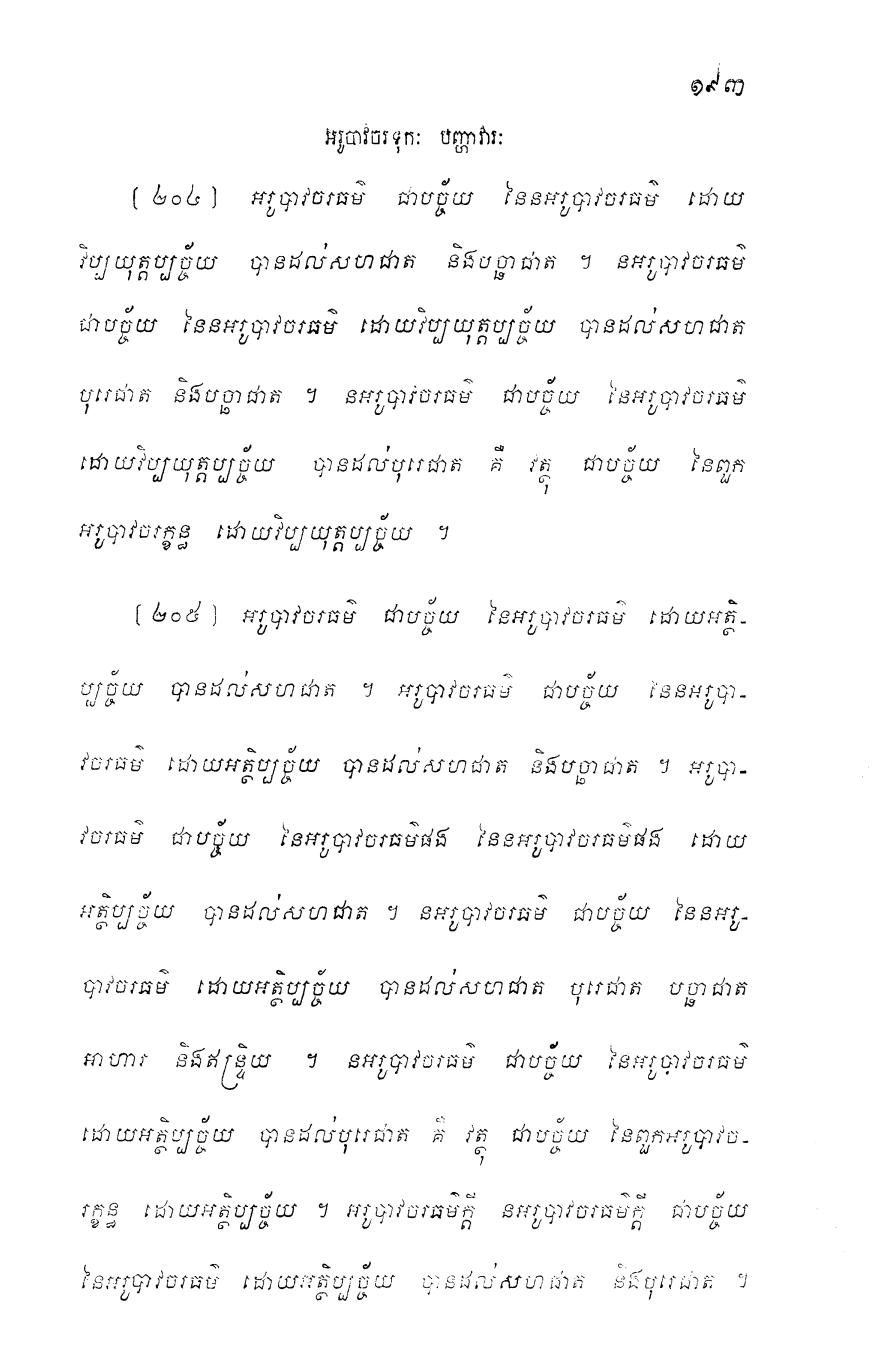 ១៩៣
អរូបាវចរទុកៈ បញ្ហាវារៈ
[២០៤] អរូបាវចរធម៌ ជាបច្ច័យ នៃនអរូបាវចរធម៌ ដោយ
វិប្បយុត្តប្បច្ច័យ បានដល់សហជាត និងបច្ឆាជាត ។ នអរូបាវចរធម៌
ជាបច្ច័យ នៃនអរូបាវចរធម៌ ដោយវិប្បយុត្តប្បច្ច័យ បានដល់សហជាត
បុរេជាត និងបច្ឆាជាត ។ នអរូបាវចរធម៌ ជាបច្ច័យ នៃអរូបាវចរធម៌
ដោយវិប្បយុត្តប្បច្ច័យ បានដល់បុរេជាត គឺ វត្ថុ ជាបច្ច័យ នៃពួក
អរូបាវចរក្ខន្ធ ដោយវិប្បយុត្តប្បច្ច័យ ។
[២០៥] អរូបាវចរធម៌ ជាបច្ច័យ នៃអរូបាវចរធម៌ ដោយអត្ថិ-
ប្បច្ច័យ បានដល់សហជាត ។ អរូបាវចរធម៌ ជាបច្ច័យ នៃនអរូបា-
វចរធម៌ ដោយអត្ថិប្បច្ច័យ បានដល់សហជាត និងបច្ឆាជាត ។ អរូបា-
វចរធម៌ ជាបច្ច័យ នៃអរូបាវចរធម៌ផង នៃនអរូបាវចរធម៌ផង ដោយ
អត្ថិប្បច្ច័យ បានដល់សហជាត ។ នអរូបាវចរធម៌ ជាបច្ច័យ នៃនអរូ-
បាវចរធម៌ ដោយអត្ថិប្បច្ច័យ បានដល់សហជាត បុរេជាត បច្ឆាជាត
អាហារ និងឥន្ទ្រិយ ។ នអរូបាវចរធម៌ ជាបច្ច័យ នៃអរូបាវចរធម៌
ដោយអត្ថិប្បច្ច័យ បានដល់បុរេជាត គឺ វត្ថុ ជាបច្ច័យ នៃពួកអរូបាវច-
រក្ខន្ធ ដោយអត្ថិប្បច្ច័យ ។ អរូបាវចរធម៌ក្តី នអរូបាវចរធម៌ក្តី ជាបច្ច័យ
នៃអរូបាវចរធម៌ ដោយអត្ថិប្បច្ច័យ បានដល់សហជាត និងបុរេជាត ។